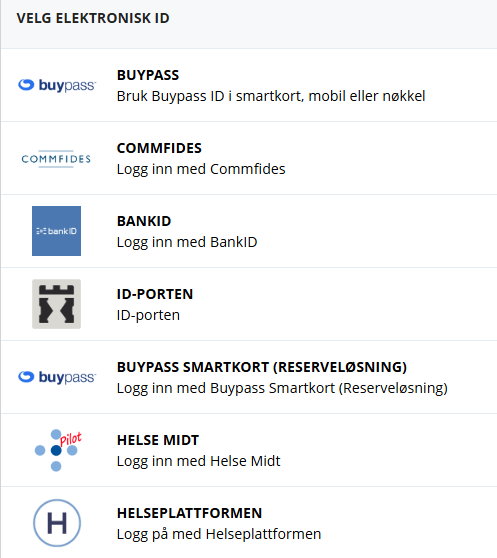 VELG ELEKTRONISK ID
buypass
BUYPASS
Bruk Buypass ID i smartkort, mobil eller nøkkel
COMMFIDES
COMMFIDES
Logg inn med Commfides
bankID
BANKID
Logg inn med BankID
ID-PORTEN
ID-porten
buypass
BUYPASS SMARTKORT (RESERVELØSNING)
Logg inn med Buypass Smartkort (Reserveløsning)
Pilot
HELSE MIDT
Logg inn med Helse Midt
H
HELSEPLATTFORMEN
Logg på med Helseplattformen